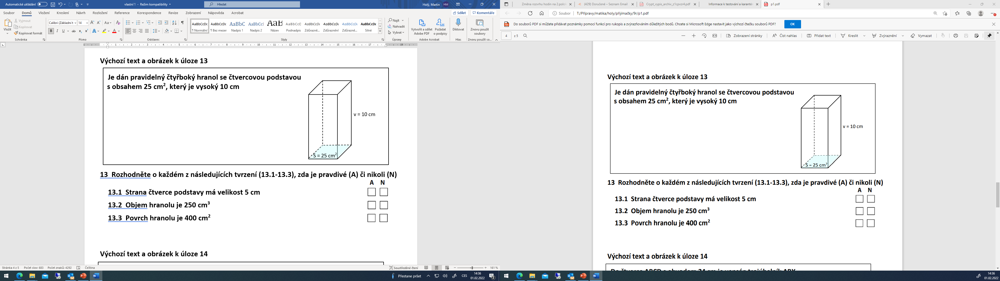 Automatické ukládání
vlastní 1 - Režim kompatibility
Hledat
Holý, Martin
HM
Soubor Domů Vložení Kreslení Návrh Rozložení Reference Korespondence Revize Zobrazení Nápověda Acrobat
Sdílet Komentáře
Vložit
Vyjmout
Kopírovat
Kopírovat formát
Schránka
Calibri (Základní t 14
Písmo
Odstavec
AaBbCcDc AaBbCcDc AaBbC AaBbCcl AaB AaBbCcD AaBbCcDc AaBbCcDc AaBbCcDc AaBbCcDc
¶ Normální ¶ Bez mezer Nadpis 1 Nadpis 2 Název Podnadpis Zdůrazně... Zdůraznění Zdůrazně... Silné
Styly
Najít
Nahradit
Vybrat
Úpravy
Vytvořit a sdílet Adobe PDF
Požádat o podpisy
Adobe Acrobat
Diktovat
Hlas
Znovu použít soubory
Znovu použít so...
Výchozí text a obrázek k úloze 13
Je dán pravidelný čtyřboký hranol se čtvercovou podstavou
s obsahem 25 cm², který je vysoký 10 cm
v = 10 cm
S = 25 cm²
13 Rozhodněte o každém z následujících tvrzení (13.1-13.3), zda je pravdivé (A) či nikoli (N)
A N
13.1 Strana čtverce podstavy má velikost 5 cm
13.2 Objem hranolu je 250 cm³
13.3 Povrch hranolu je 400 cm²
Výchozí text a obrázek k úloze 14
Stránka 4 z 5 Počet slov: 683 Počet znaků: 4292 Čeština
Soustředěné čtení
161 %
Přestane pršet
CES
14:36
01.02.2022
2
Změna rozvrhu hodin na 2.polol
(429) Doručené – Seznam Email
Crypt_vypis_archiv_z1cpvzr4.pdf
Informace k testování a karantén
p1.pdf
Soubor T:/Přípravy/matika/holy/přijímačky/9r/p1.pdf
Do souborů PDF si můžete přidávat poznámky pomocí funkcí pro rukopis a zvýrazňováním důležitých bodů. Chcete si Microsoft Edge nastavit jako výchozí čtečku souborů PDF?
OK
4 z 5
Zobrazení stránky Číst nahlas Přidat text Kreslit Zvýraznění Vymazat
Výchozí text a obrázek k úloze 13
Je dán pravidelný čtyřboký hranol se čtvercovou podstavou
s obsahem 25 cm², který je vysoký 10 cm
v = 10 cm
S = 25 cm²
13 Rozhodněte o každém z následujících tvrzení (13.1-13.3), zda je pravdivé (A) či nikoli (N)
A N
13.1 Strana čtverce podstavy má velikost 5 cm
13.2 Objem hranolu je 250 cm³
13.3 Povrch hranolu je 400 cm²
Výchozí text a obrázek k úloze 14
14:36
01.02.2022